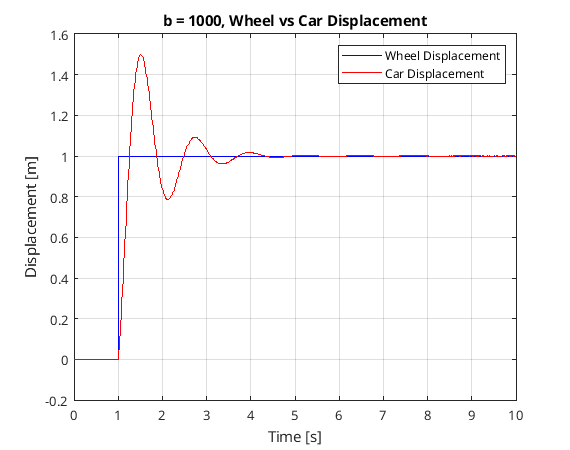 b = 1000, Wheel vs Car Displacement
Wheel Displacement
Car Displacement
Displacement [m]
1.6
1.4
1.2
1
0.8
0.6
0.4
0.2
0
-0.2
0 1 2 3 4 5 6 7 8 9 10
Time [s]